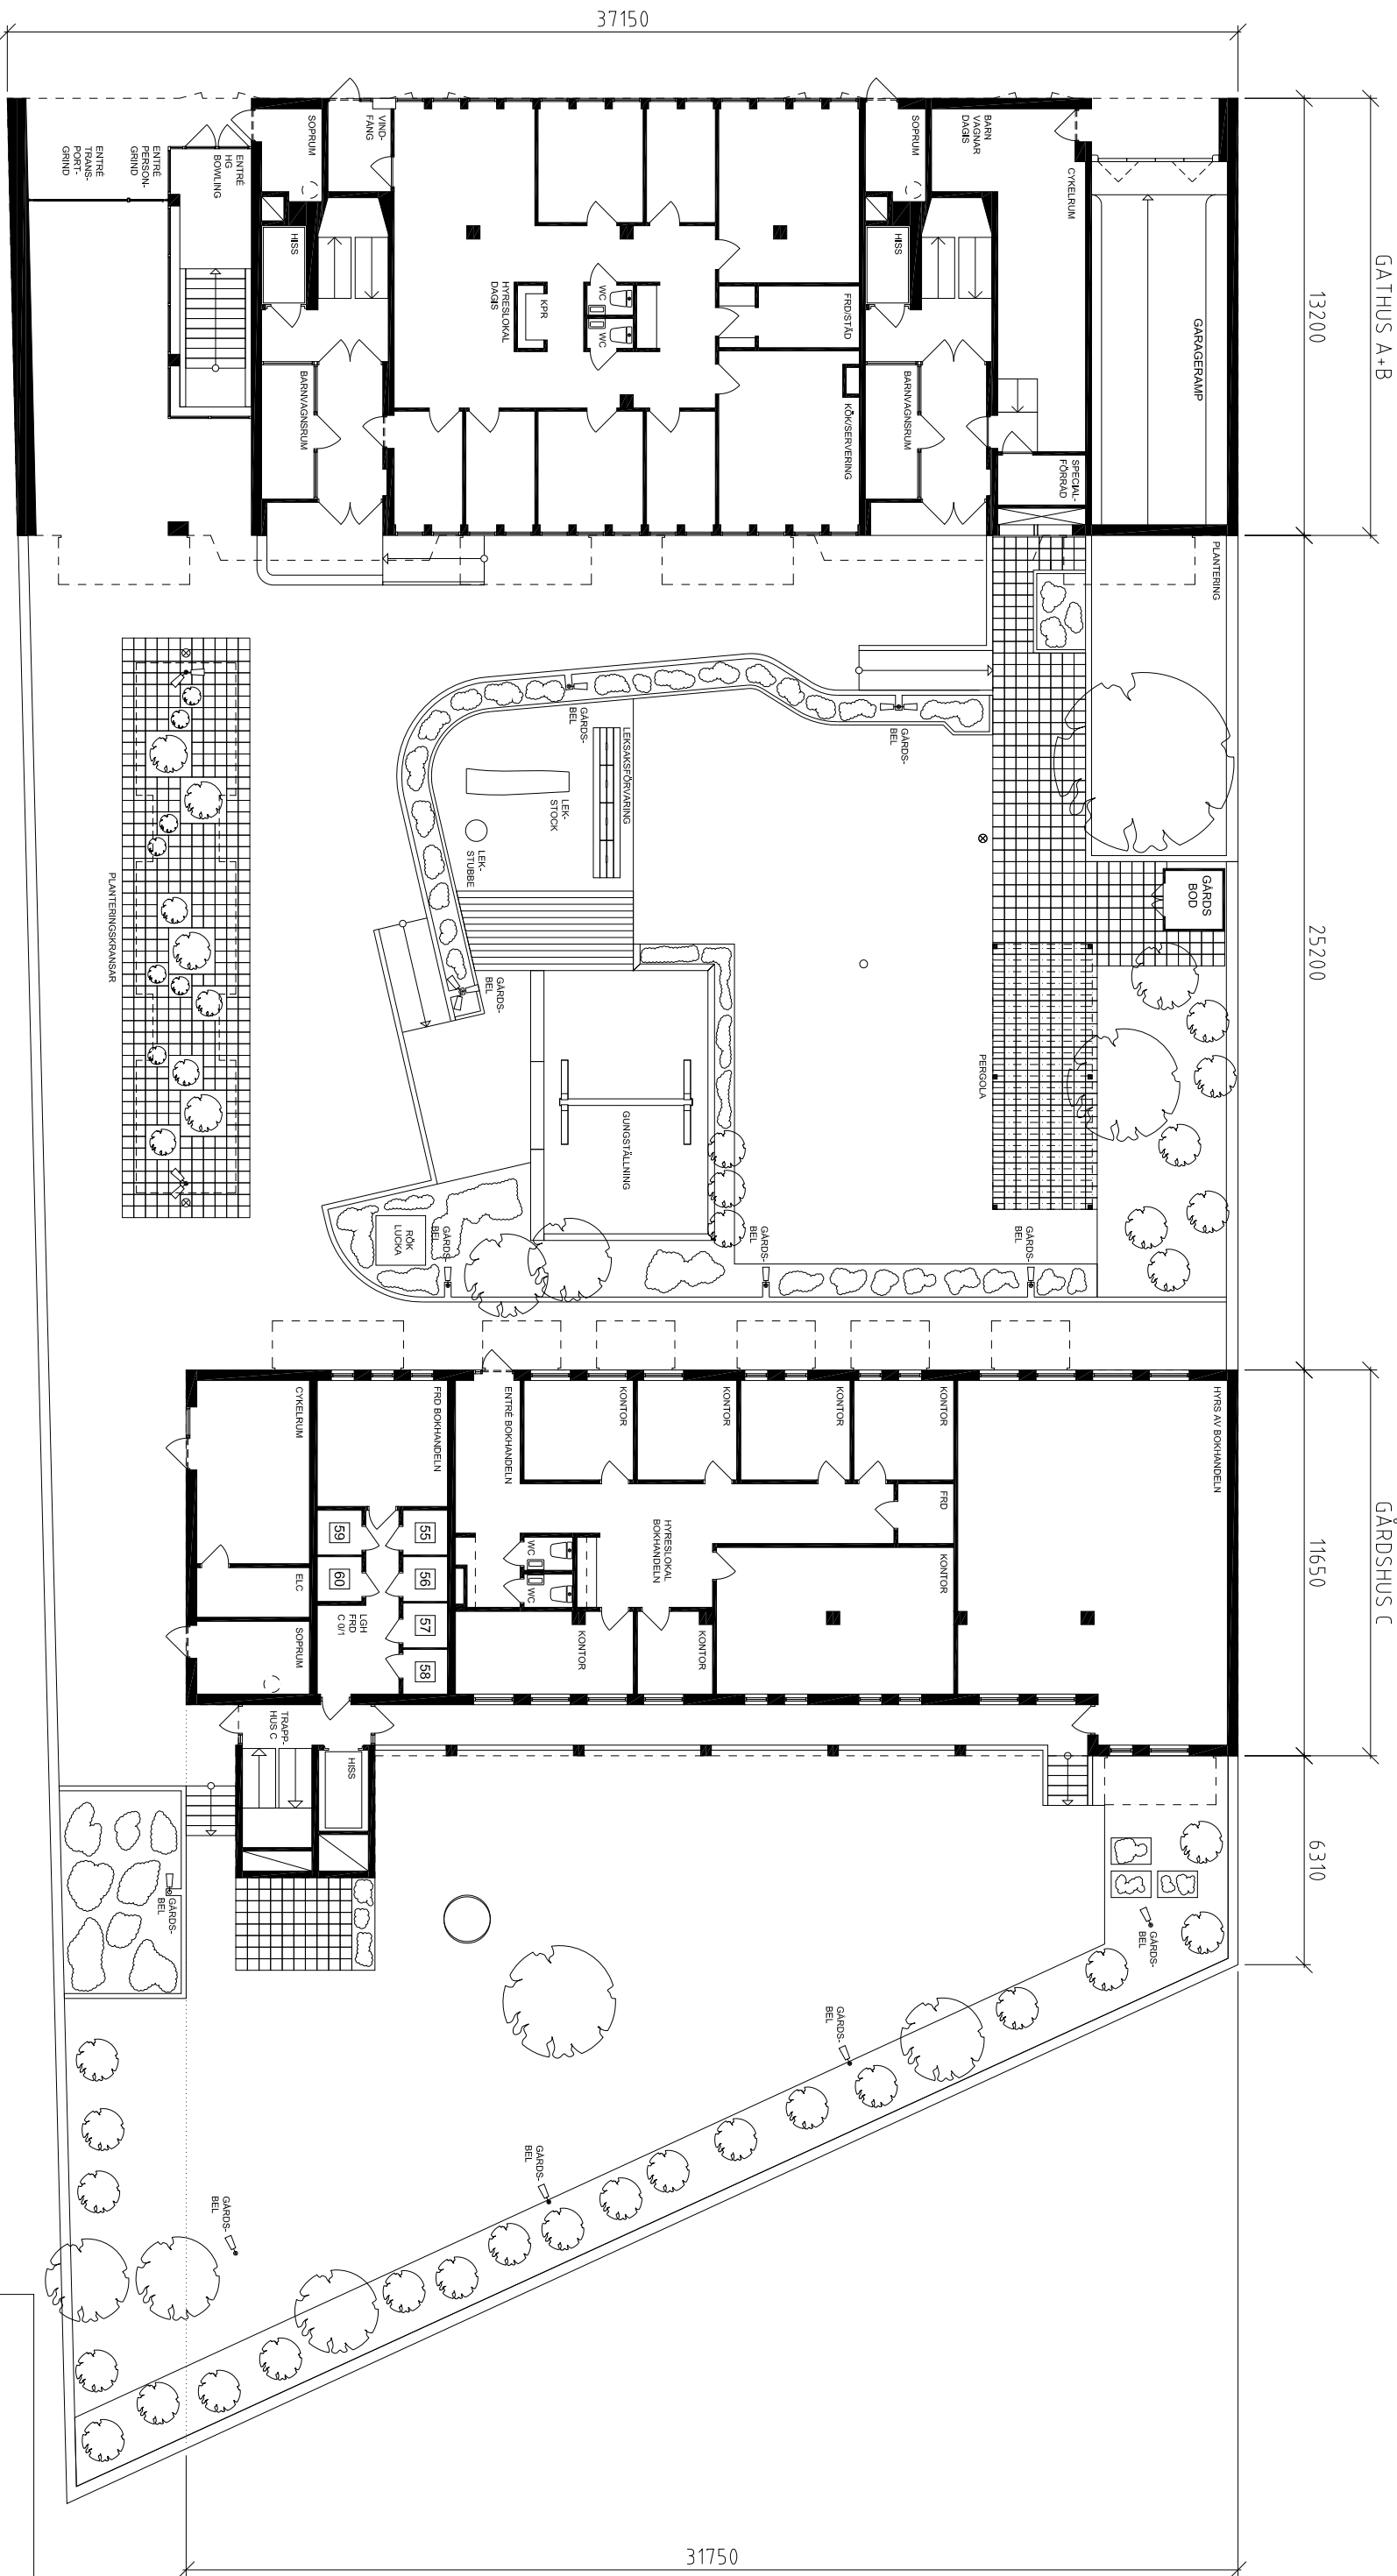 GATHUS A+B
GÅRDSHUS C
13200
25200
11650
6310
37150
31750
GARAGERAMP
BARN
VAGNAR
DAGIS
CYKELRUM
SPECIAL-
FÖRRÅD
SOPRUM
HISS
BARNVAGNSRUM
FRD/STÄD
KÖK/SERVERING
WC
WC
KPR
HYRESLOKAL
DAGIS
VIND-
FÅNG
SOPRUM
HISS
BARNVAGNSRUM
ENTRÉ
HG
BOWLING
ENTRÉ
PERSON-
GRIND
ENTRÉ
TRANS-
PORT-
GRIND
PLANTERING
GÅRDS
BOD
PERGOLA
GÅRDS-
BEL
GÅRDS-
BEL
LEKSAKSFÖRVARING
LEK-
STOCK
LEK-
STUBBE
GÅRDS-
BEL
GUNGSTÄLLNING
PLANTERINGSKRANSAR
RÖK
LUCKA
GÅRDS-
BEL
GÅRDS-
BEL
GÅRDS-
BEL
HYRS AV BOKHANDELN
KONTOR
KONTOR
KONTOR
KONTOR
ENTRÉ BOKHANDELN
FRD BOKHANDELN
CYKELRUM
FRD
KONTOR
HYRESLOKAL
BOKHANDELN
WC
WC
KONTOR
KONTOR
55
56
57
58
59
60
LGH
FRD
C 0/1
ELC
SOPRUM
TRAPP-
HUS C
HISS
GÅRDS-
BEL
GÅRDS-
BEL
GÅRDS-
BEL
GÅRDS-
BEL
GÅRDS-
BEL